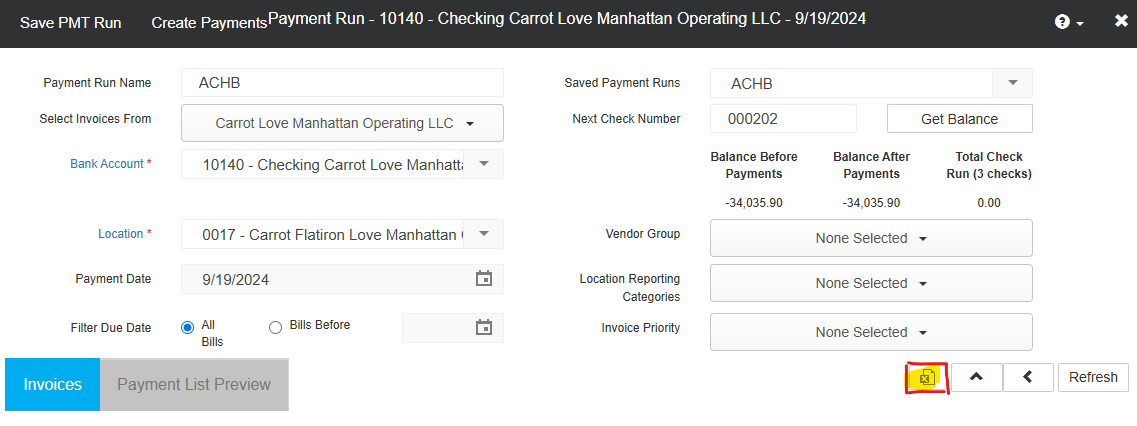 Save PMT Run Create Payments Payment Run - 10140 - Checking Carrot Love Manhattan Operating LLC - 9/19/2024
Payment Run Name ACHB Saved Payment Runs ACHB
Select Invoices From Carrot Love Manhattan Operating LLC Next Check Number 000202 Get Balance
Bank Account * 10140 - Checking Carrot Love Manhatta
Balance Before Balance After Total Check
Payments Payments Run (3 checks)
-34,035.90 -34,035.90 0.00
Location * 0017 - Carrot Flatiron Love Manhattan Vendor Group None Selected
Payment Date 9/19/2024 Location Reporting None Selected
Categories
Filter Due Date All Bills Before Invoice Priority None Selected
Bills
Invoices Payment List Preview Refresh